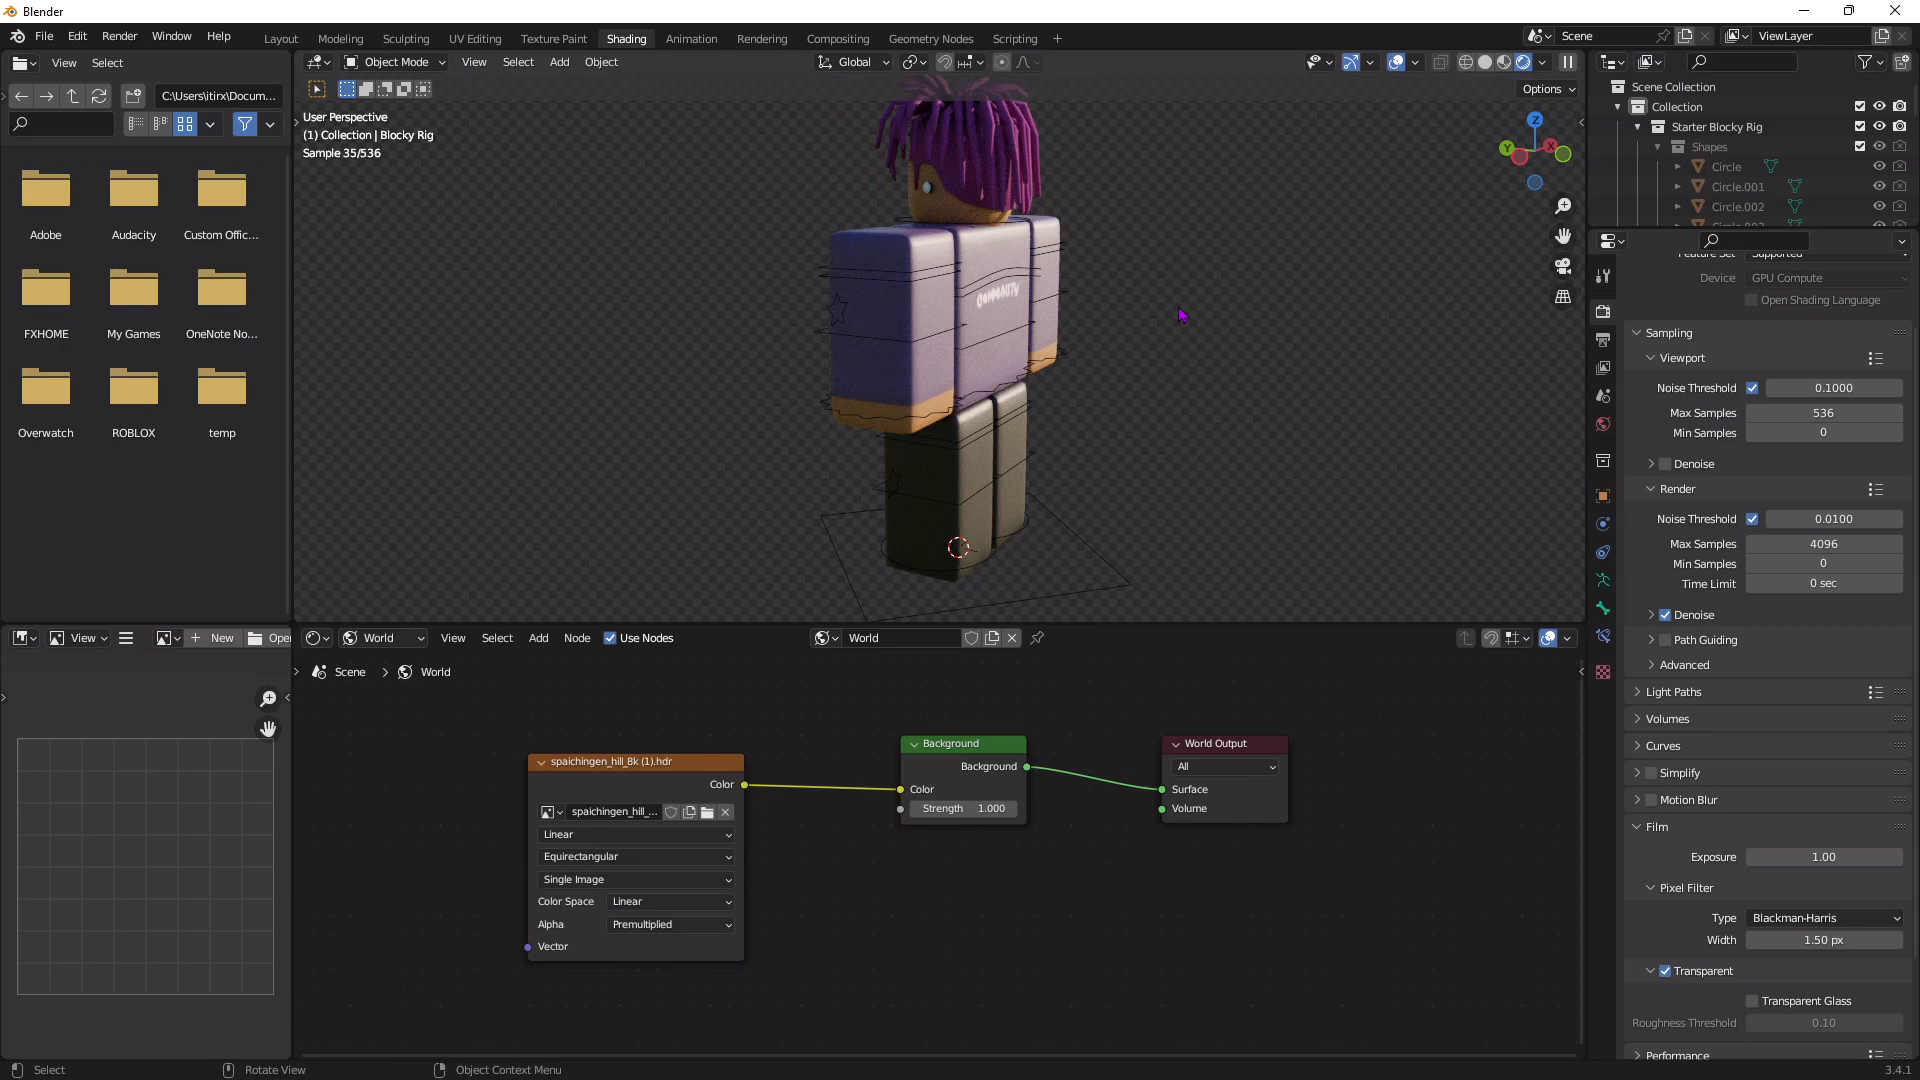 Blender
File Edit Render Window Help
Layout Modeling Sculpting UV Editing Texture Paint Shading Animation Rendering Compositing Geometry Nodes Scripting +
Scene
ViewLayer
View Select
C:\Users\itirx\Docum...
Adobe Audacity Custom Offic...
FXHOME My Games OneNote No...
Overwatch ROBLOX temp
Object Mode View Select Add Object
Global
Options
User Perspective
(1) Collection | Blocky Rig
Sample 35/536
Z
Y
X
COMMUNITY
Scene Collection
Collection
Starter Blocky Rig
Shapes
Circle
Circle.001
Circle.002
Feature Set Supported
Device GPU Compute
Open Shading Language
Sampling
Viewport
Noise Threshold 0.1000
Max Samples 536
Min Samples 0
Denoise
Render
Noise Threshold 0.0100
Max Samples 4096
Min Samples 0
Time Limit 0 sec
Denoise
Path Guiding
Advanced
Light Paths
Volumes
Curves
Simplify
Motion Blur
Film
Exposure 1.00
Pixel Filter
Type Blackman-Harris
Width 1.50 px
Transparent
Transparent Glass
Roughness Threshold 0.10
Performance
View
New
Open
World View Select Add Node Use Nodes
World
Scene > World
spaichingen_hill_8k (1).hdr
Color
spaichingen_hill_...
Linear
Equirectangular
Single Image
Color Space Linear
Alpha Premultiplied
Vector
Background
Background
Color
Strength 1.000
World Output
All
Surface
Volume
Select
Rotate View
Object Context Menu
3.4.1